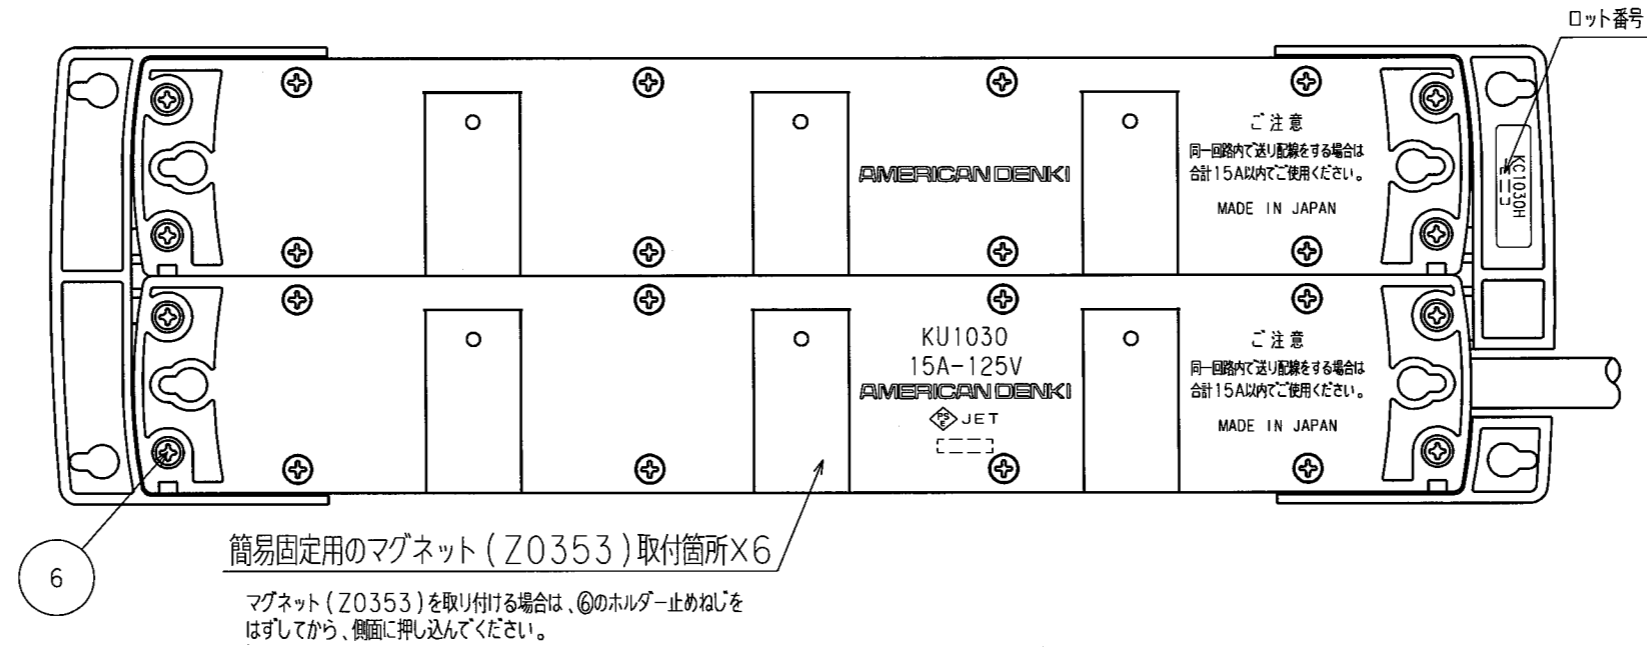 ロット番号
ご注意
同一回路内で送り配線をする場合は
合計15A以内でご使用ください。
MADE IN JAPAN
AMERICAN DENKI
KC1030H
KU1030
15A-125V
AMERICAN DENKI
PSE JET
ご注意
同一回路内で送り配線をする場合は
合計15A以内でご使用ください。
MADE IN JAPAN
簡易固定用のマグネット(Z0353)取付箇所×6
6
マグネット(Z0353)を取り付ける場合は、⑥のホルダー止めねじを
はずしてから、側面に押し込んでください。